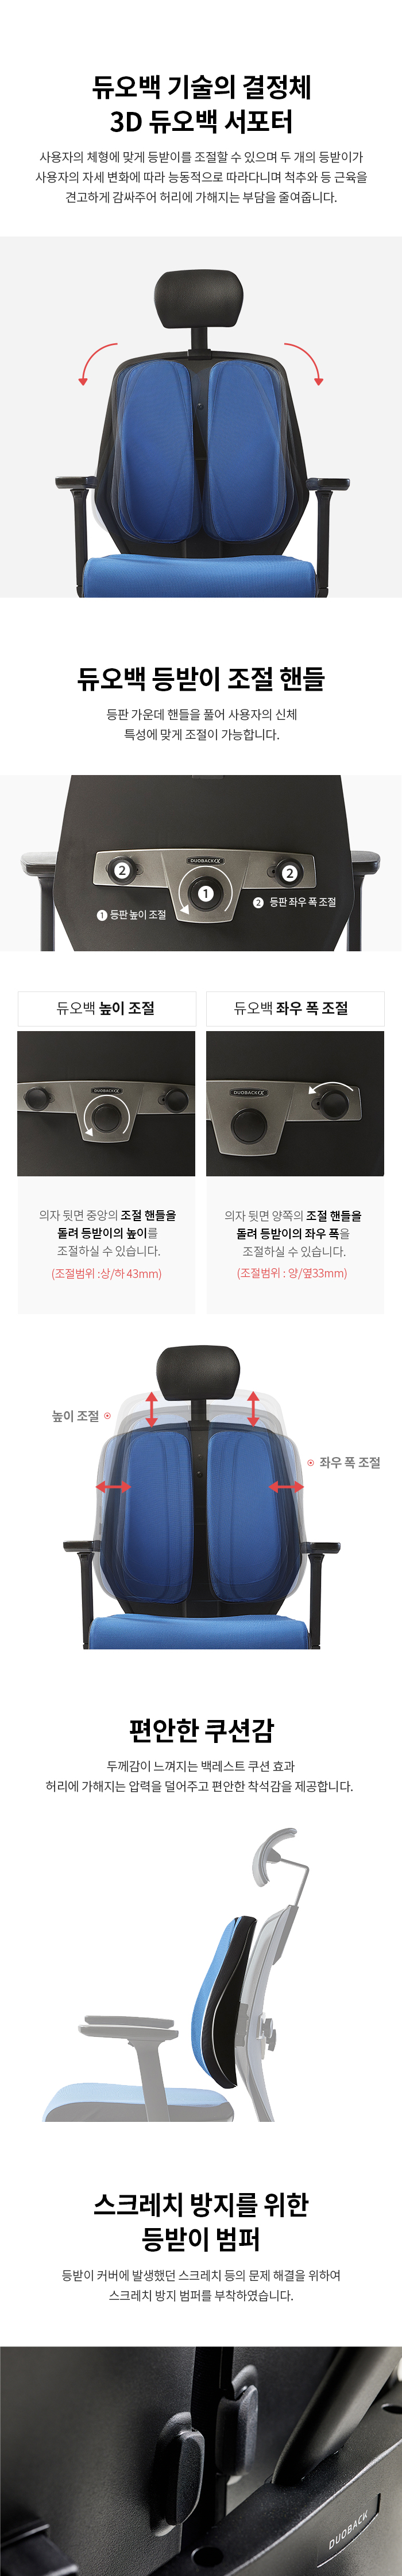 듀오백 기술의 결정체
3D 듀오백 서포터
사용자의 체형에 맞게 등받이를 조절할 수 있으며 두 개의 등받이가
사용자의 자세 변화에 따라 능동적으로 따라다니며 척추와 등 근육을
견고하게 감싸주어 허리에 가해지는 부담을 줄여줍니다.
듀오백 등받이 조절 핸들
등판 가운데 핸들을 풀어 사용자의 신체
특성에 맞게 조절이 가능합니다.
DUOBACK α
2
1
2
1 등판 높이 조절
2 등판 좌우 폭 조절
듀오백 높이 조절
DUOBACK α
의자 뒷면 중앙의 조절 핸들을
돌려 등받이의 높이를
조절하실 수 있습니다.
(조절범위 :상/하 43mm)
듀오백 좌우 폭 조절
DUOBACK α
의자 뒷면 양쪽의 조절 핸들을
돌려 등받이의 좌우 폭을
조절하실 수 있습니다.
(조절범위 : 양/옆33mm)
높이 조절
좌우 폭 조절
편안한 쿠션감
두께감이 느껴지는 백레스트 쿠션 효과
허리에 가해지는 압력을 덜어주고 편안한 착석감을 제공합니다.
스크레치 방지를 위한
등받이 범퍼
등받이 커버에 발생했던 스크레치 등의 문제 해결을 위하여
스크레치 방지 범퍼를 부착하였습니다.
DUOBACK